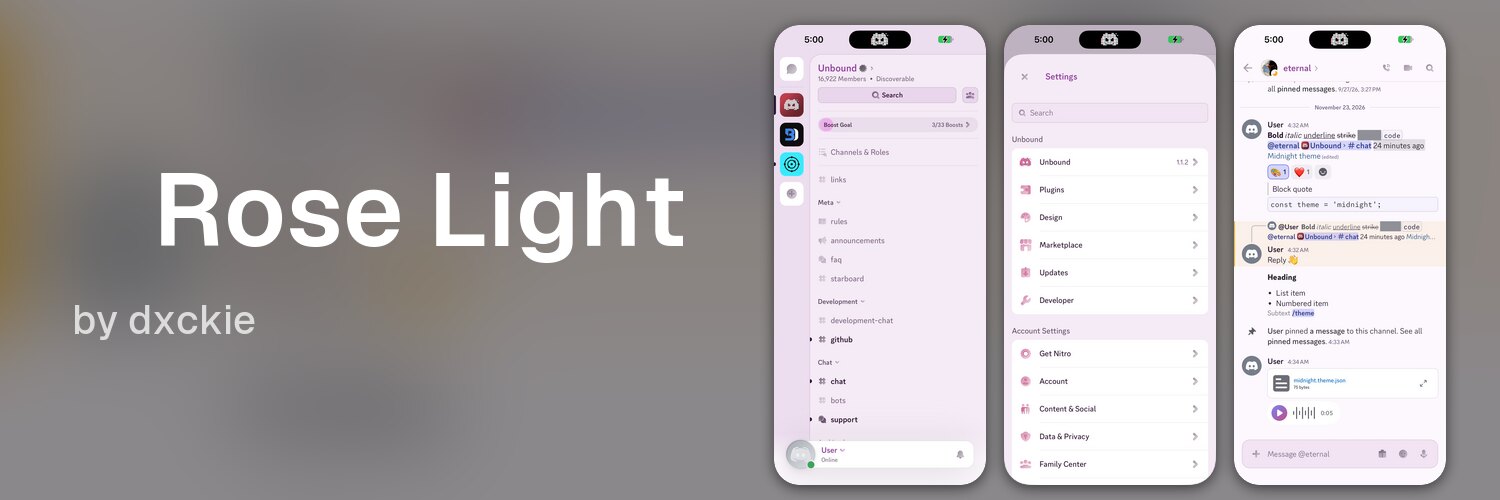 Rose Light
by dxckie
5:00
Unbound
16,922 Members • Discoverable
Search
Boost Goal
3/33 Boosts
Channels & Roles
links
Meta
rules
announcements
faq
starboard
Development
development-chat
github
Chat
chat
bots
support
User
Online
5:00
Settings
Search
Unbound
Unbound 1.1.2
Plugins
Design
Marketplace
Updates
Developer
Account Settings
Get Nitro
Account
Content & Social
Data & Privacy
Family Center
5:00
eternal
all pinned messages. 9/27/26, 3:27 PM
November 23, 2026
User 4:32 AM
Bold italic underline strike code
@eternal Unbound › # chat 24 minutes ago
Midnight theme (edited)
1 1
Block quote
const theme = 'midnight';
@User Bold italic underline strike code
@eternal Unbound › # chat 24 minutes ago Midnigh...
User 4:32 AM
Reply 👋
Heading
• List item
• Numbered item
Subtext /theme
User pinned a message to this channel. See all
pinned messages. 4:33 AM
User 4:34 AM
midnight.theme.json
75 bytes
0:05
Message @eternal